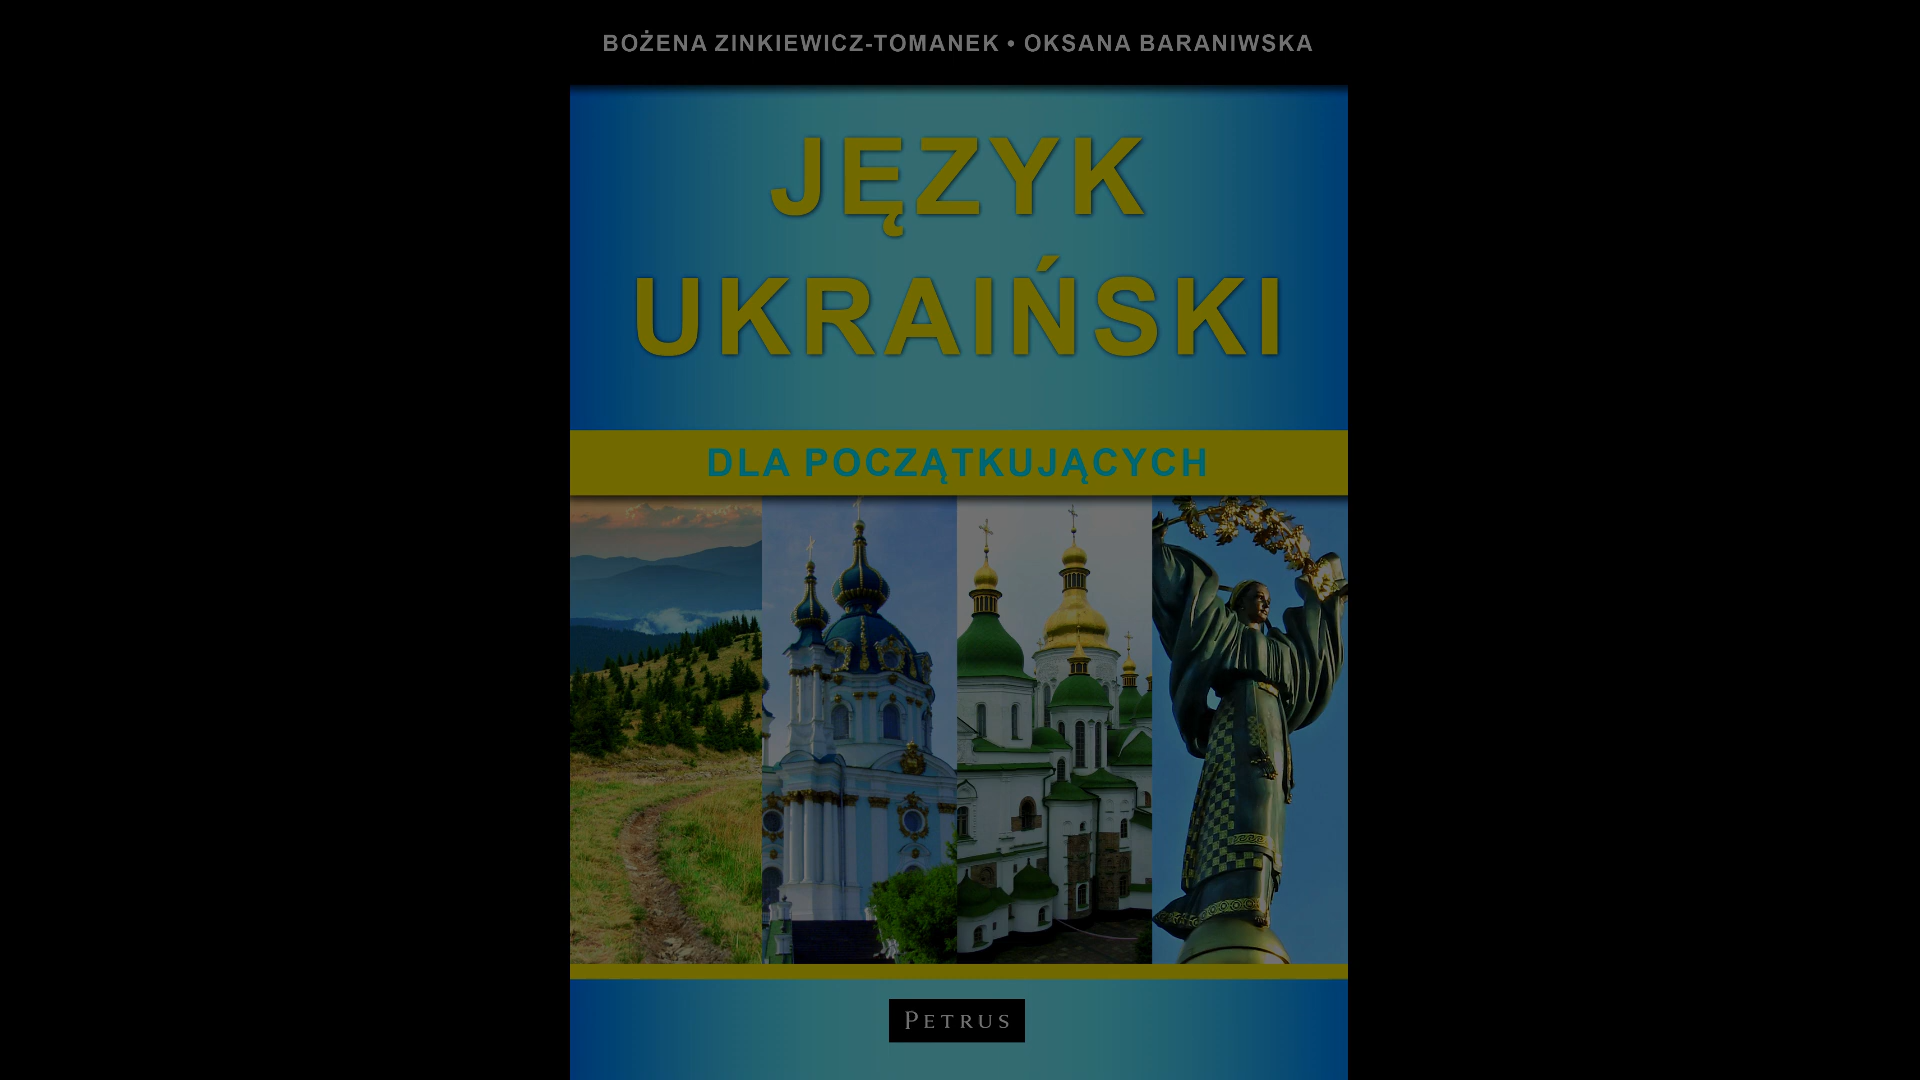 BOŻENA ZINKIEWICZ-TOMANEK • OKSANA BARANIWSKA
JĘZYK
UKRAIŃSKI
DLA POCZĄTKUJĄCYCH
PETRUS